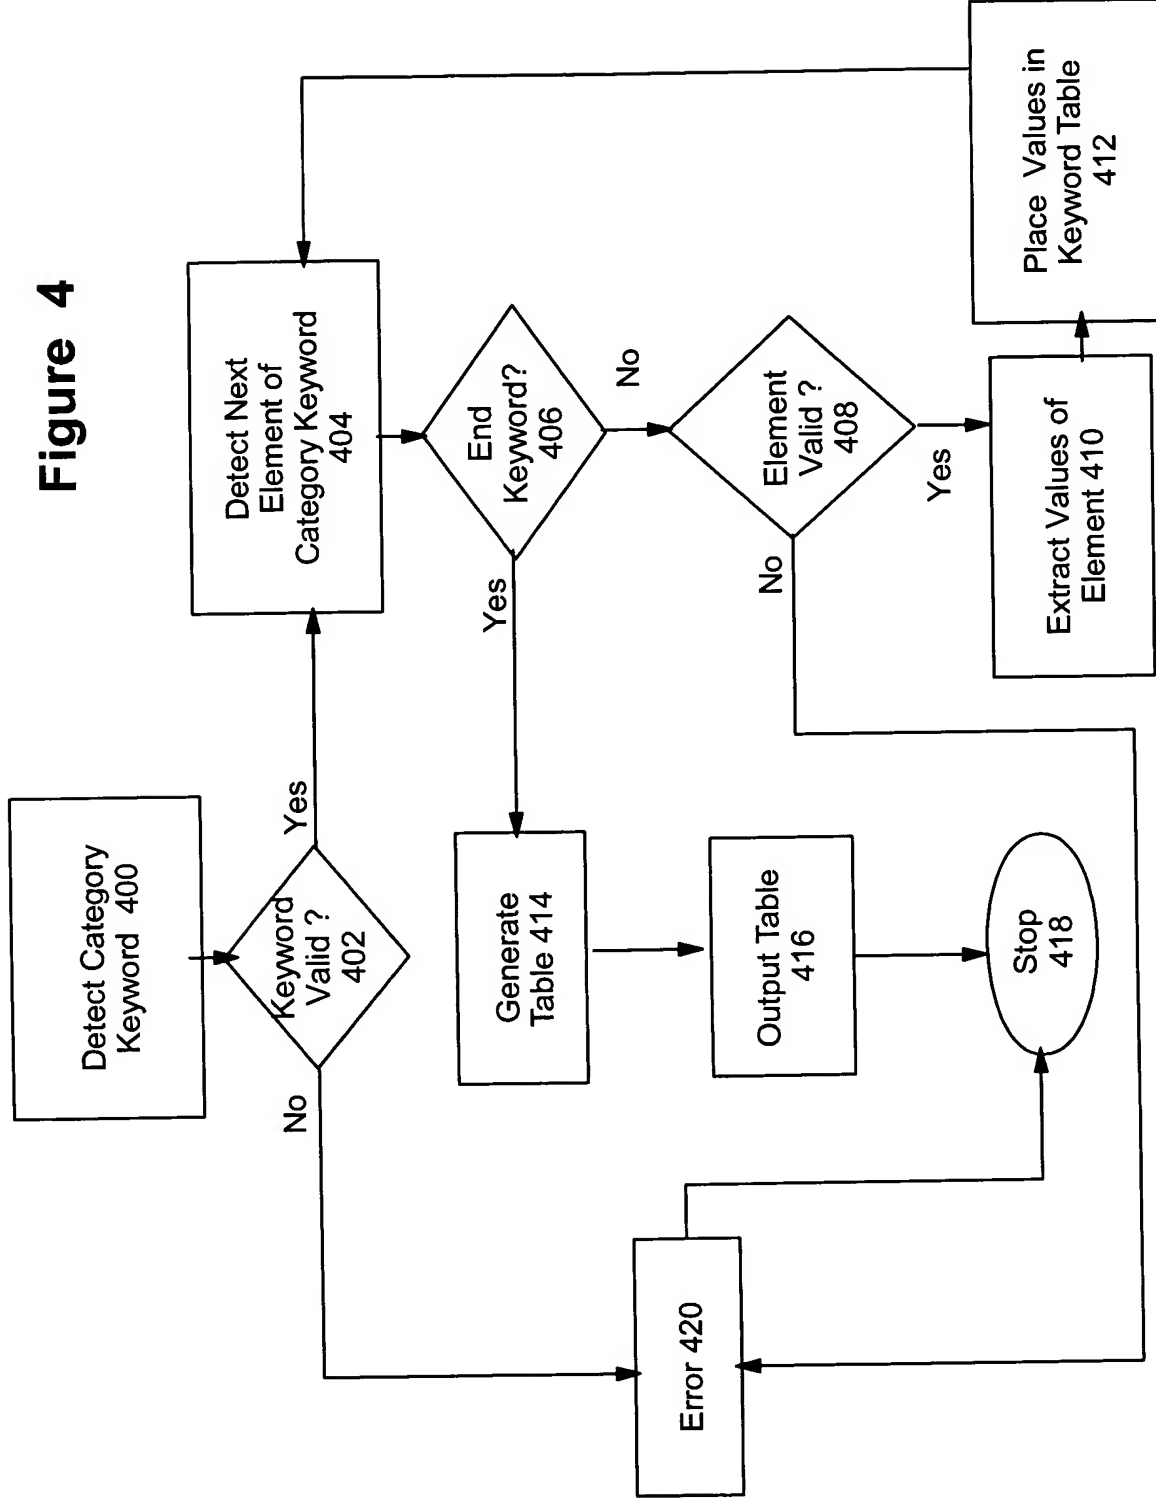 Figure 4
Detect Category
Keyword 400
Keyword
Valid ?
402
No
Yes
Detect Next
Element of
Category Keyword
404
End
Keyword?
406
Yes
No
Generate
Table 414
Output Table
416
Stop
418
Element
Valid ?
408
No
Yes
Extract Values of
Element 410
Place Values in
Keyword Table
412
Error 420